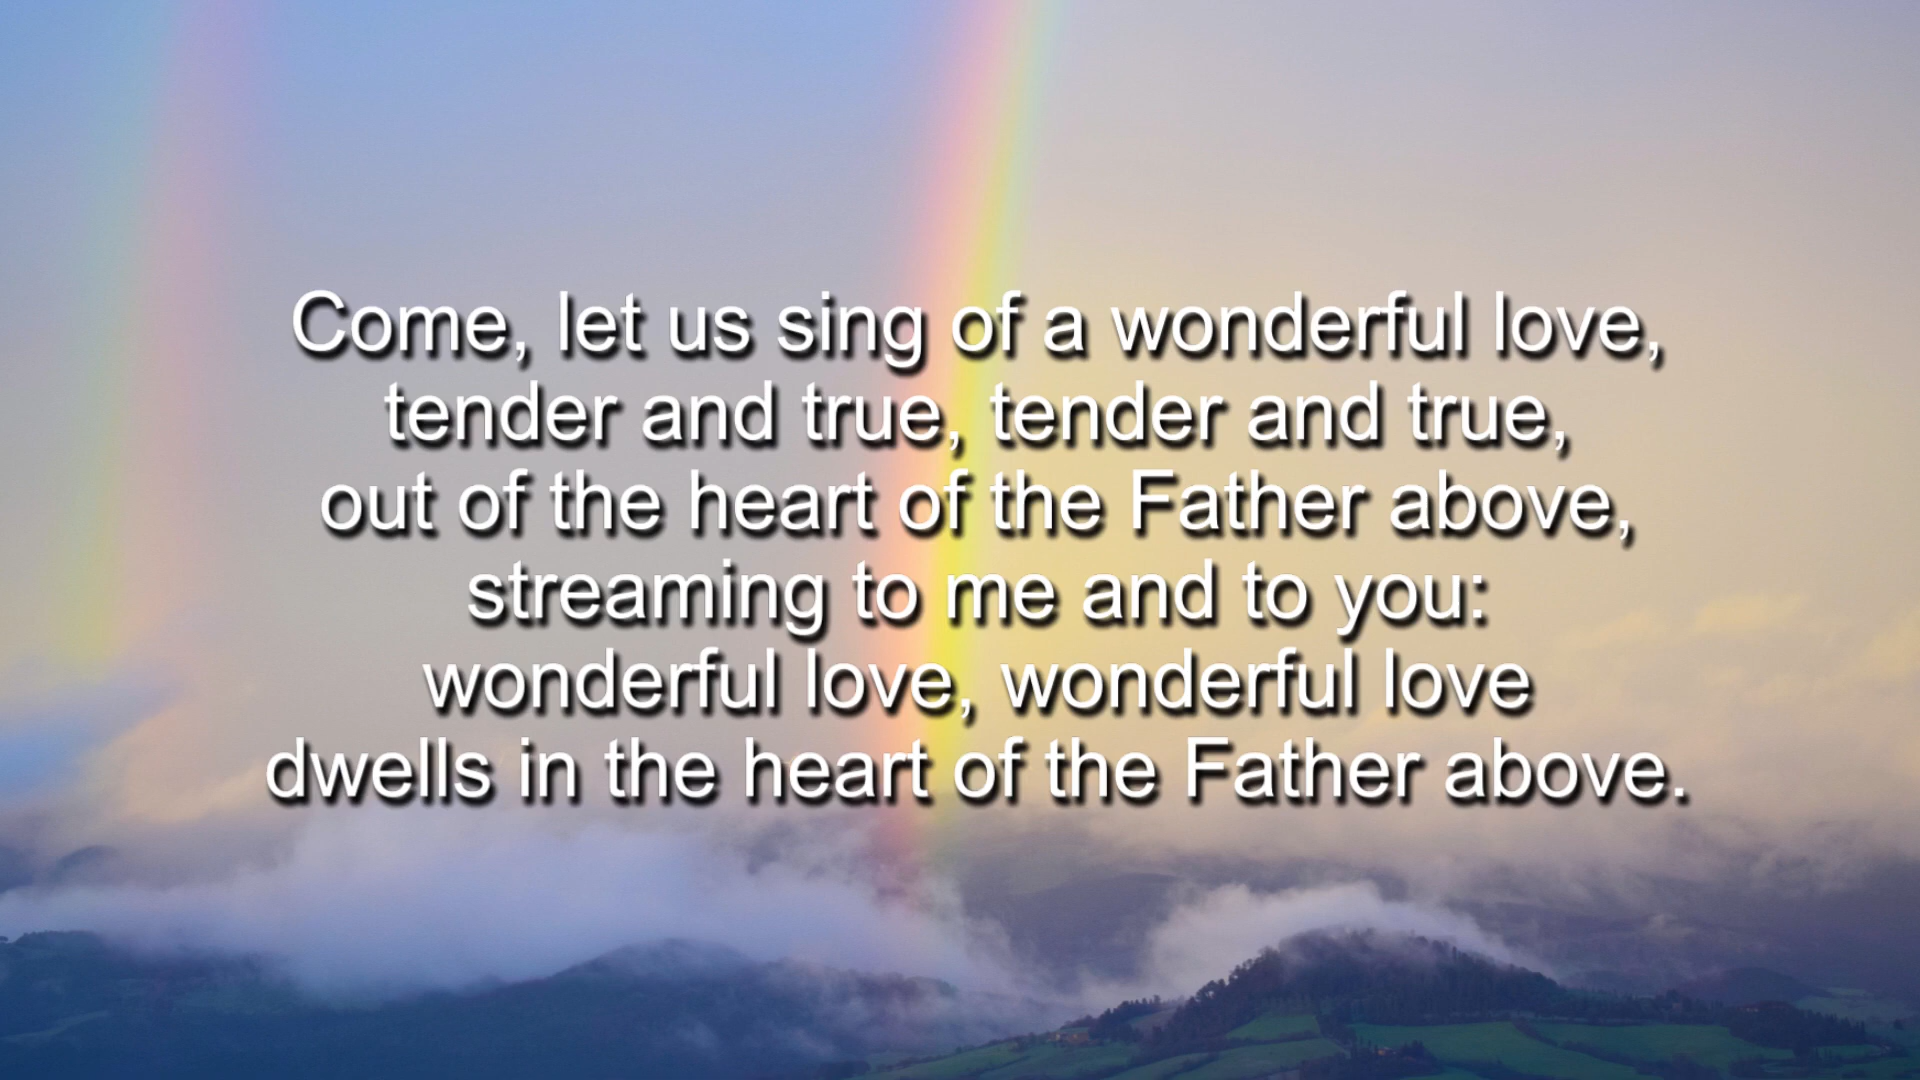 Come, let us sing of a wonderful love,
tender and true, tender and true,
out of the heart of the Father above,
streaming to me and to you:
wonderful love, wonderful love
dwells in the heart of the Father above.